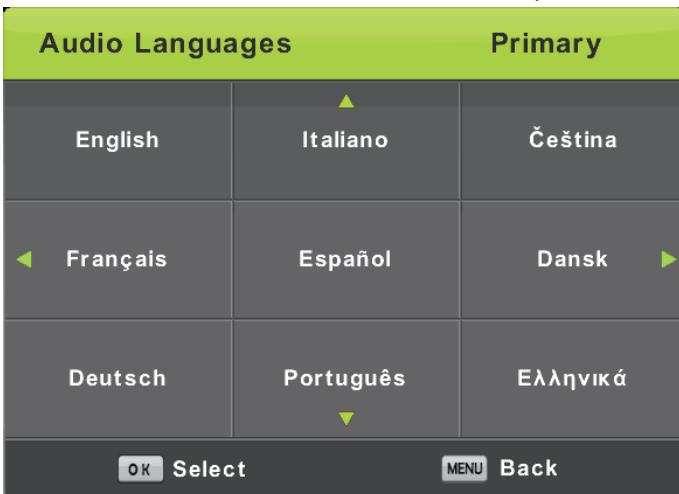 Audio Languages Primary
English Italiano Čeština
Français Español Dansk
Deutsch Português Ελληνικά
OK Select MENU Back